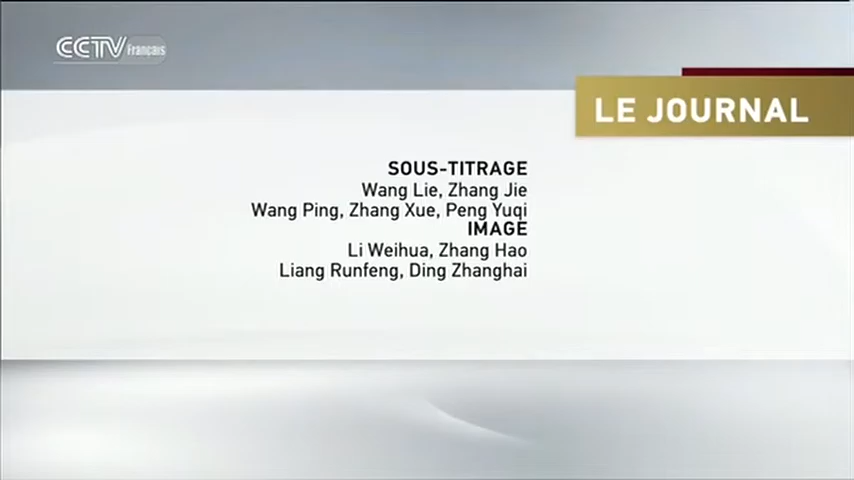 CCTV Français
LE JOURNAL
SOUS-TITRAGE
Wang Lie, Zhang Jie
Wang Ping, Zhang Xue, Peng Yuqi
IMAGE
Li Weihua, Zhang Hao
Liang Runfeng, Ding Zhanghai